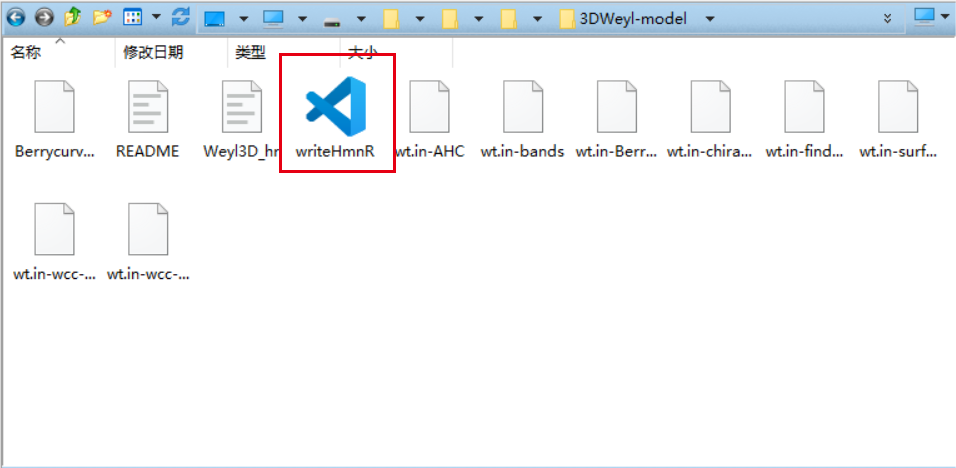 3DWeyl-model
名称 修改日期 类型 大小
Berrycurv... README Weyl3D_hr writeHmnR wt.in-AHC wt.in-bands wt.in-Berr... wt.in-chira... wt.in-find... wt.in-surf...
wt.in-wcc-... wt.in-wcc-...